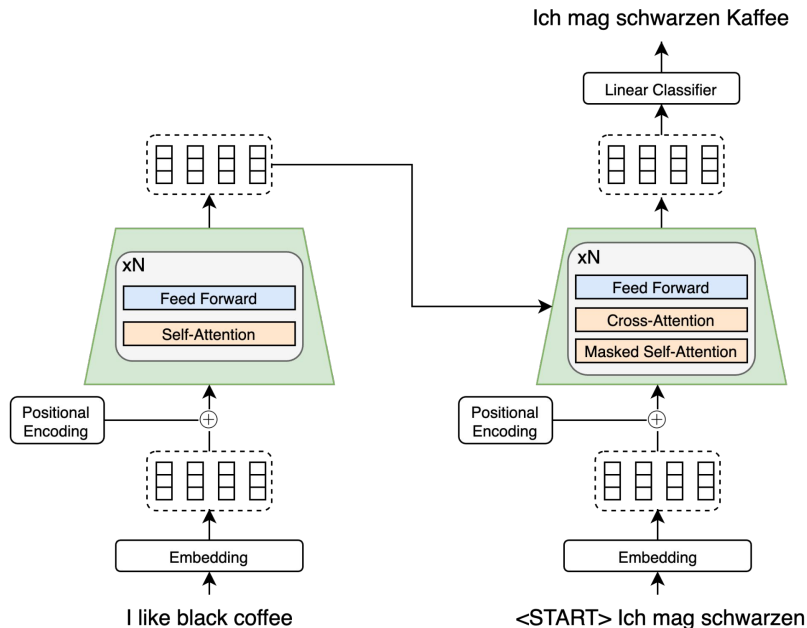 Ich mag schwarzen Kaffee
Linear Classifier
xN
Feed Forward
Self-Attention
xN
Feed Forward
Cross-Attention
Masked Self-Attention
Positional
Encoding
Positional
Encoding
Embedding
Embedding
I like black coffee
<START> Ich mag schwarzen